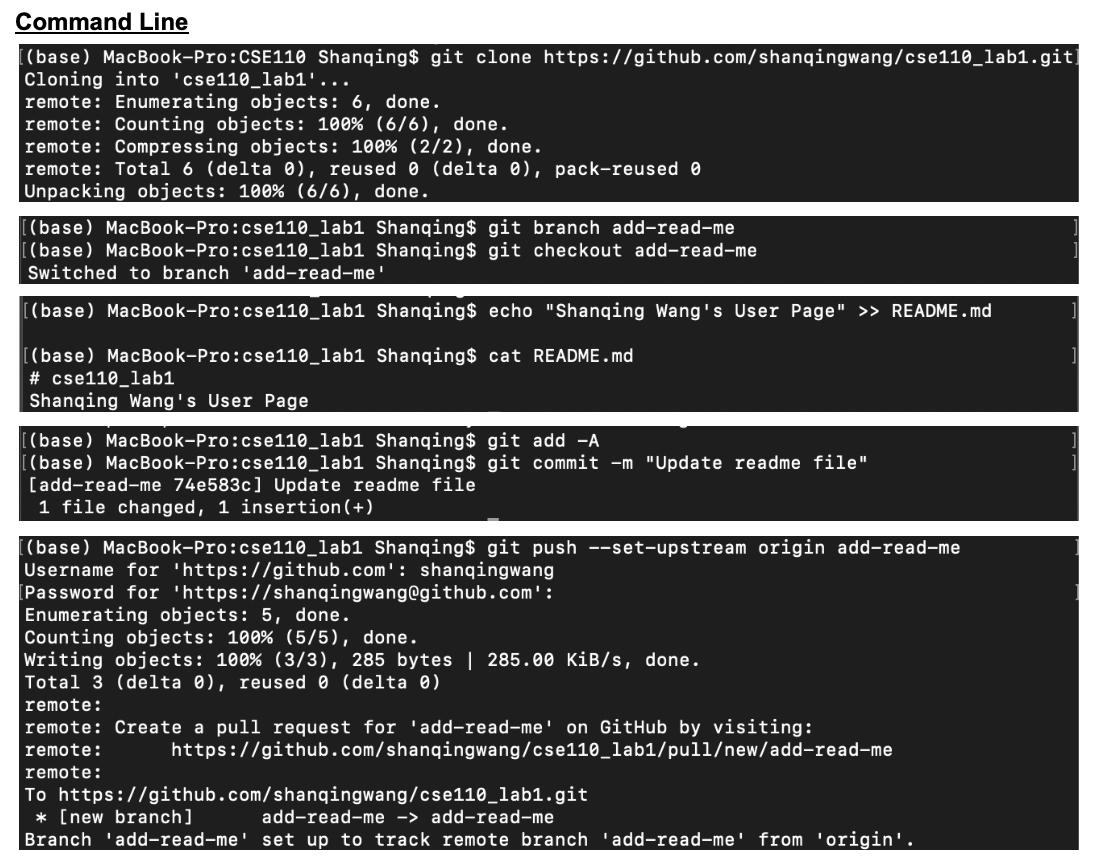 Command Line
[(base) MacBook-Pro:CSE110 Shanqing$ git clone https://github.com/shanqingwang/cse110_lab1.git]
Cloning into 'cse110_lab1'...
remote: Enumerating objects: 6, done.
remote: Counting objects: 100% (6/6), done.
remote: Compressing objects: 100% (2/2), done.
remote: Total 6 (delta 0), reused 0 (delta 0), pack-reused 0
Unpacking objects: 100% (6/6), done.
[(base) MacBook-Pro:cse110_lab1 Shanqing$ git branch add-read-me ]
[(base) MacBook-Pro:cse110_lab1 Shanqing$ git checkout add-read-me ]
Switched to branch 'add-read-me'
[(base) MacBook-Pro:cse110_lab1 Shanqing$ echo "Shanqing Wang's User Page" >> README.md ]
[(base) MacBook-Pro:cse110_lab1 Shanqing$ cat README.md ]
# cse110_lab1
Shanqing Wang's User Page
[(base) MacBook-Pro:cse110_lab1 Shanqing$ git add -A ]
[(base) MacBook-Pro:cse110_lab1 Shanqing$ git commit -m "Update readme file" ]
[add-read-me 74e583c] Update readme file
1 file changed, 1 insertion(+)
[(base) MacBook-Pro:cse110_lab1 Shanqing$ git push --set-upstream origin add-read-me ]
Username for 'https://github.com': shanqingwang
[Password for 'https://shanqingwang@github.com': ]
Enumerating objects: 5, done.
Counting objects: 100% (5/5), done.
Writing objects: 100% (3/3), 285 bytes | 285.00 KiB/s, done.
Total 3 (delta 0), reused 0 (delta 0)
remote:
remote: Create a pull request for 'add-read-me' on GitHub by visiting:
remote:      https://github.com/shanqingwang/cse110_lab1/pull/new/add-read-me
remote:
To https://github.com/shanqingwang/cse110_lab1.git
* [new branch]      add-read-me -> add-read-me
Branch 'add-read-me' set up to track remote branch 'add-read-me' from 'origin'.